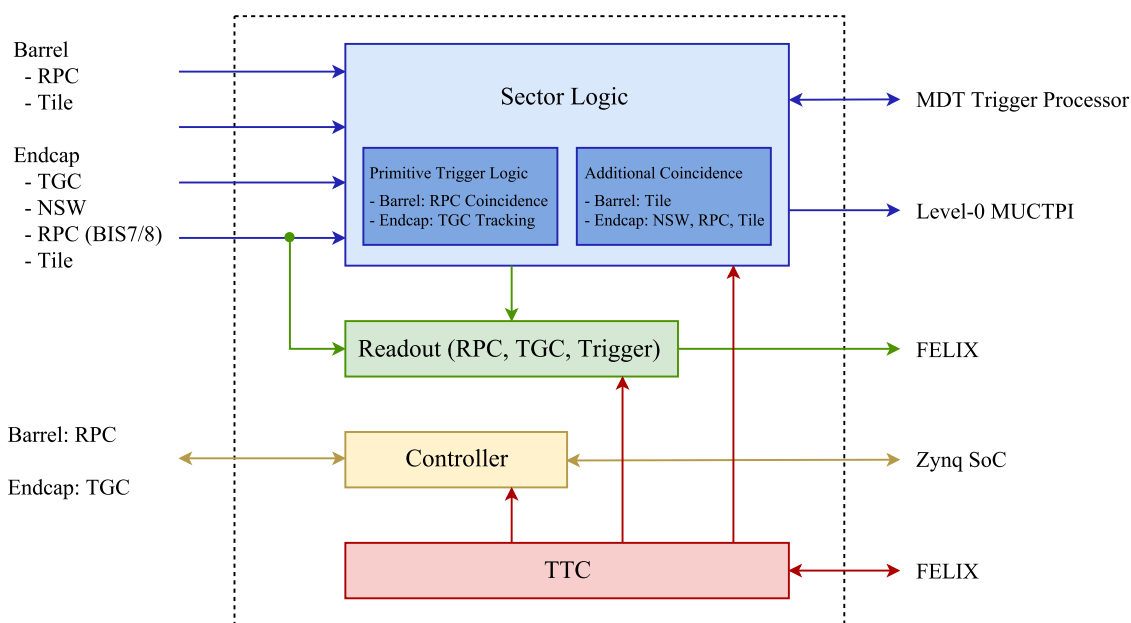 Barrel
- RPC
- Tile
Endcap
- TGC
- NSW
- RPC (BIS7/8)
- Tile
Sector Logic
Primitive Trigger Logic
- Barrel: RPC Coincidence
- Endcap: TGC Tracking
Additional Coincidence
- Barrel: Tile
- Endcap: NSW, RPC, Tile
MDT Trigger Processor
Level-0 MUCTPI
Readout (RPC, TGC, Trigger)
FELIX
Barrel: RPC
Endcap: TGC
Controller
Zynq SoC
TTC
FELIX